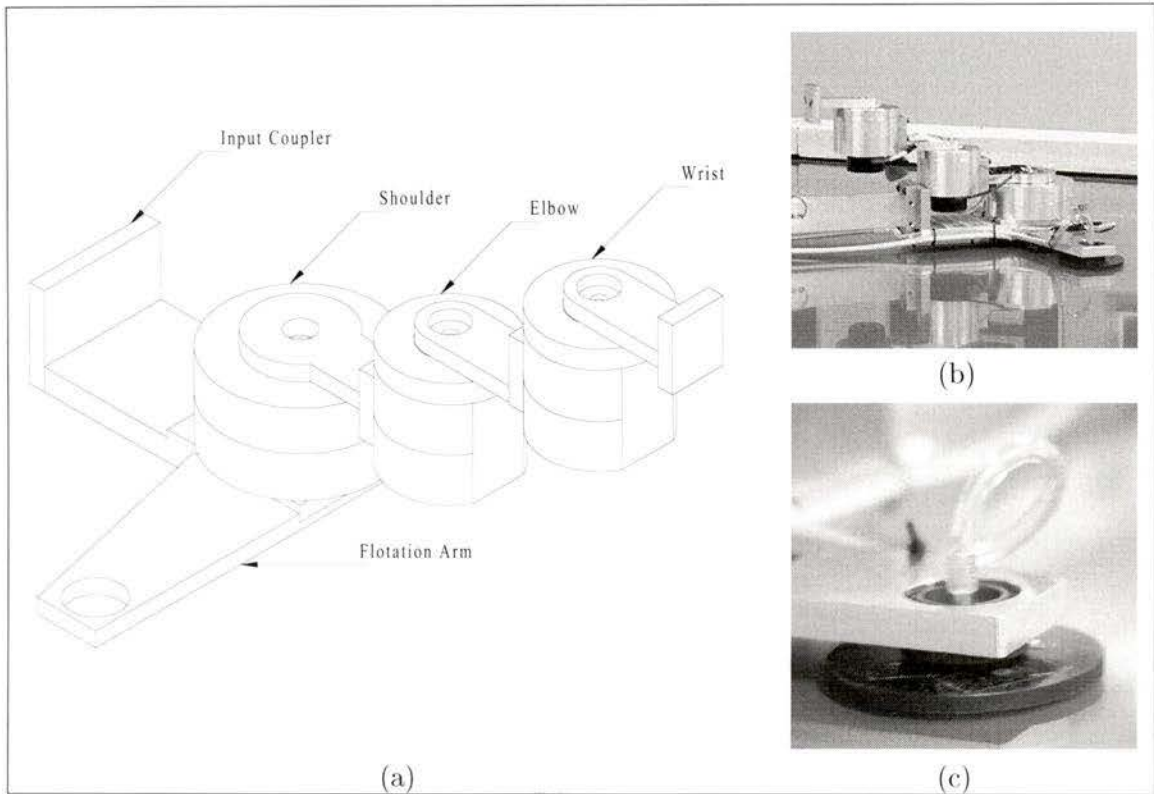 Input Coupler
Shoulder
Elbow
Wrist
Flotation Arm
(a)
(b)
(c)